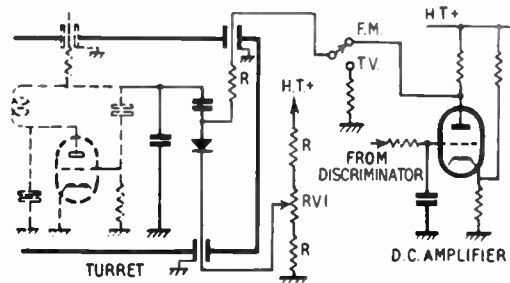 H.T.+
F.M.
R
T.V.
H.T.+
R
FROM
DISCRIMINATOR
RV1
R
TURRET
D.C. AMPLIFIER